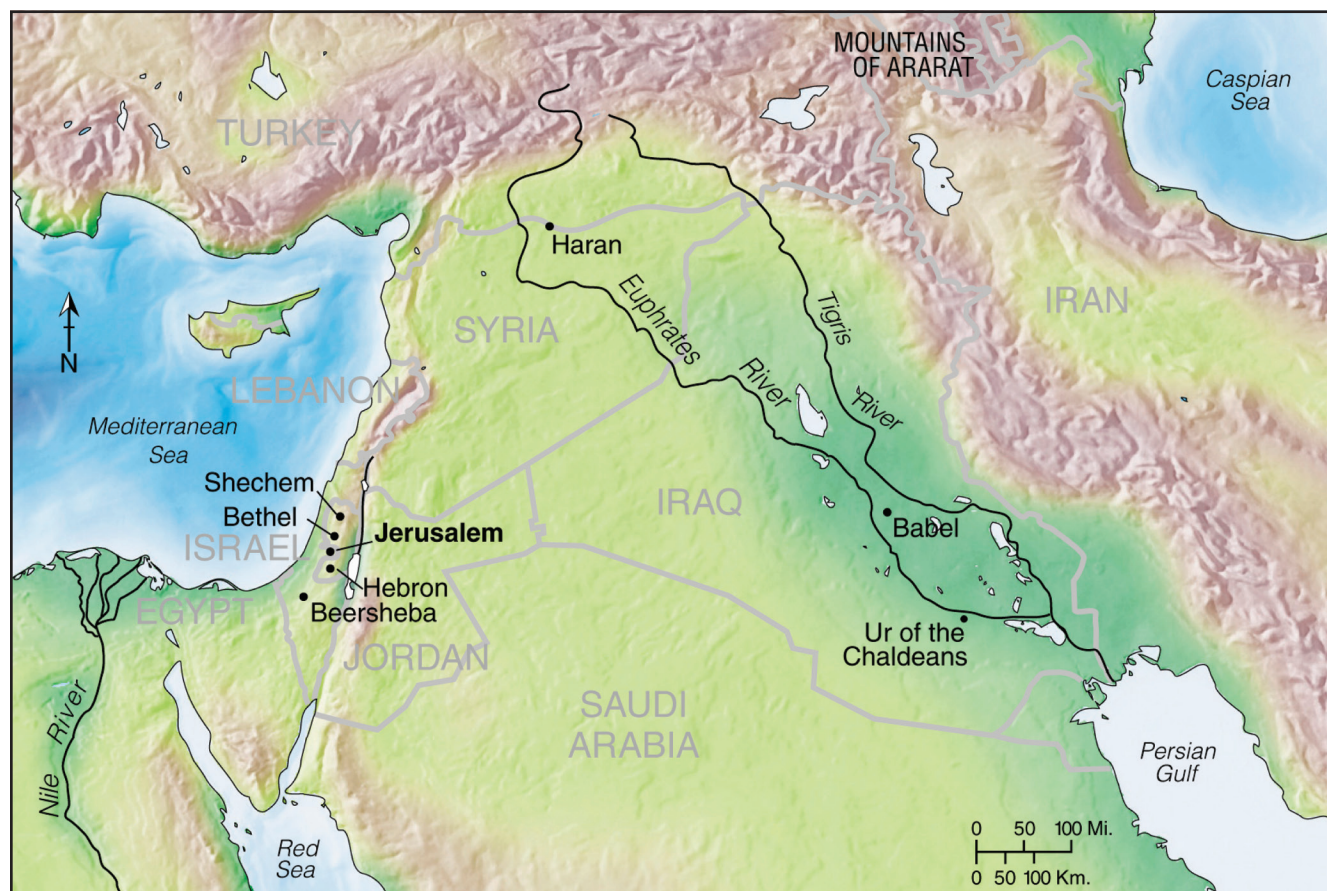 MOUNTAINS
OF ARARAT
Caspian
Sea
TURKEY
Haran
Euphrates
River
Tigris
River
IRAN
N
SYRIA
LEBANON
Mediterranean
Sea
Shechem
Bethel
ISRAEL
Jerusalem
Hebron
Beersheba
IRAQ
Babel
EGYPT
JORDAN
Ur of the
Chaldeans
Nile River
SAUDI
ARABIA
Persian
Gulf
Red
Sea
0 50 100 Mi.
0 50 100 Km.